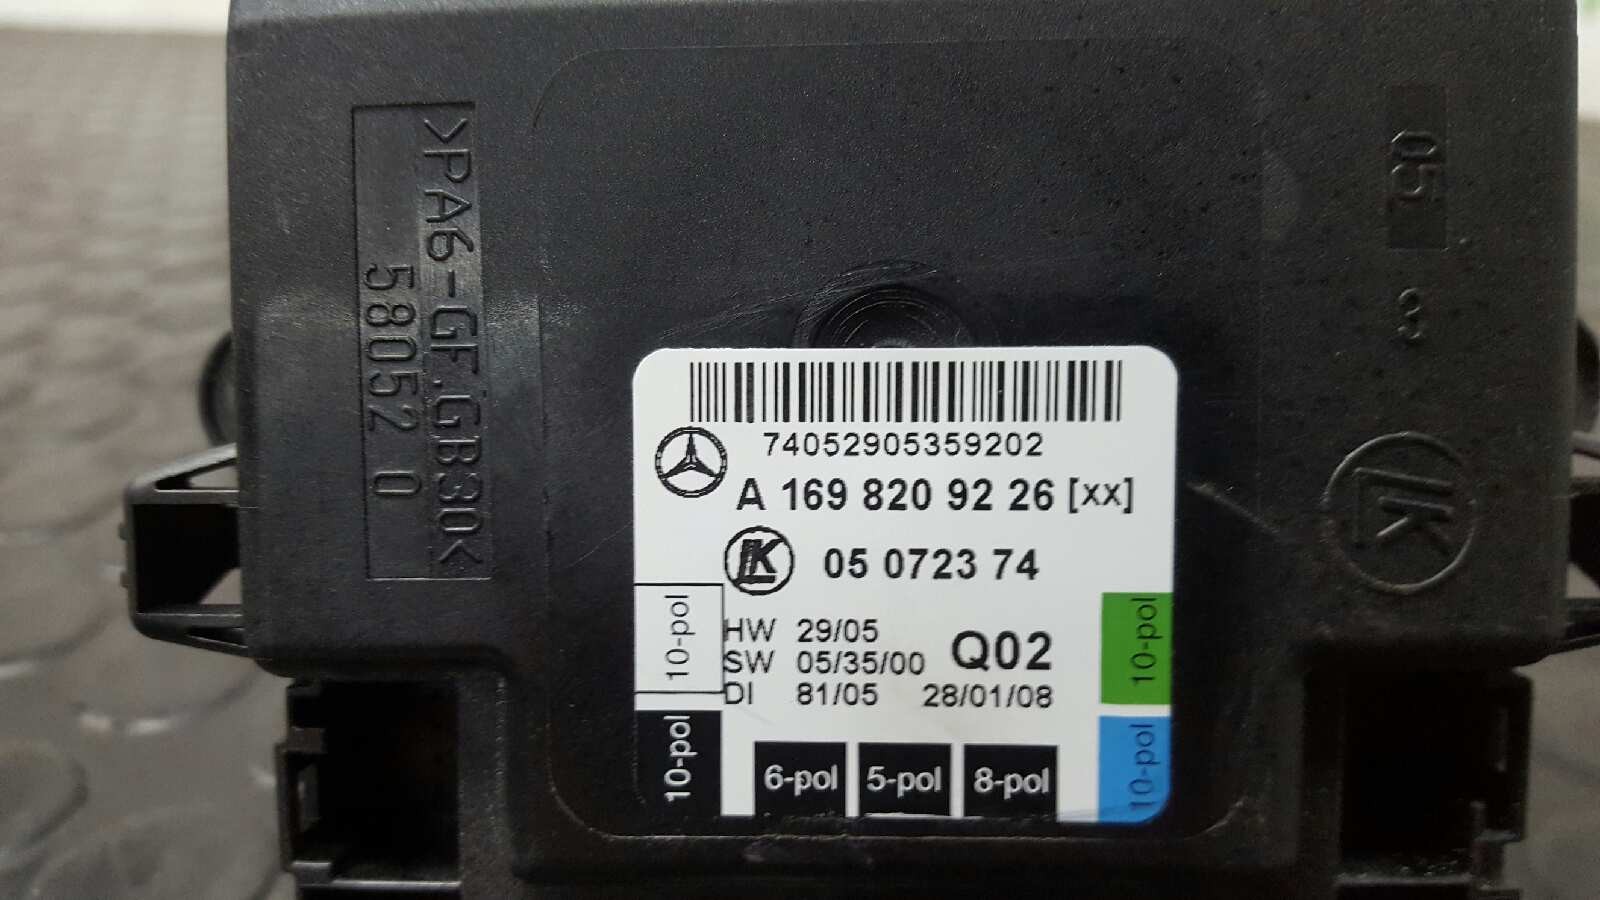 >PA6-GF.GB30<
58052 0
05
3
LK
74052905359202
A 169 820 92 26 [xx]
LK 05 0723 74
HW 29/05
SW 05/35/00 Q02
DI 81/05 28/01/08
10-pol
10-pol
10-pol
10-pol
6-pol 5-pol 8-pol